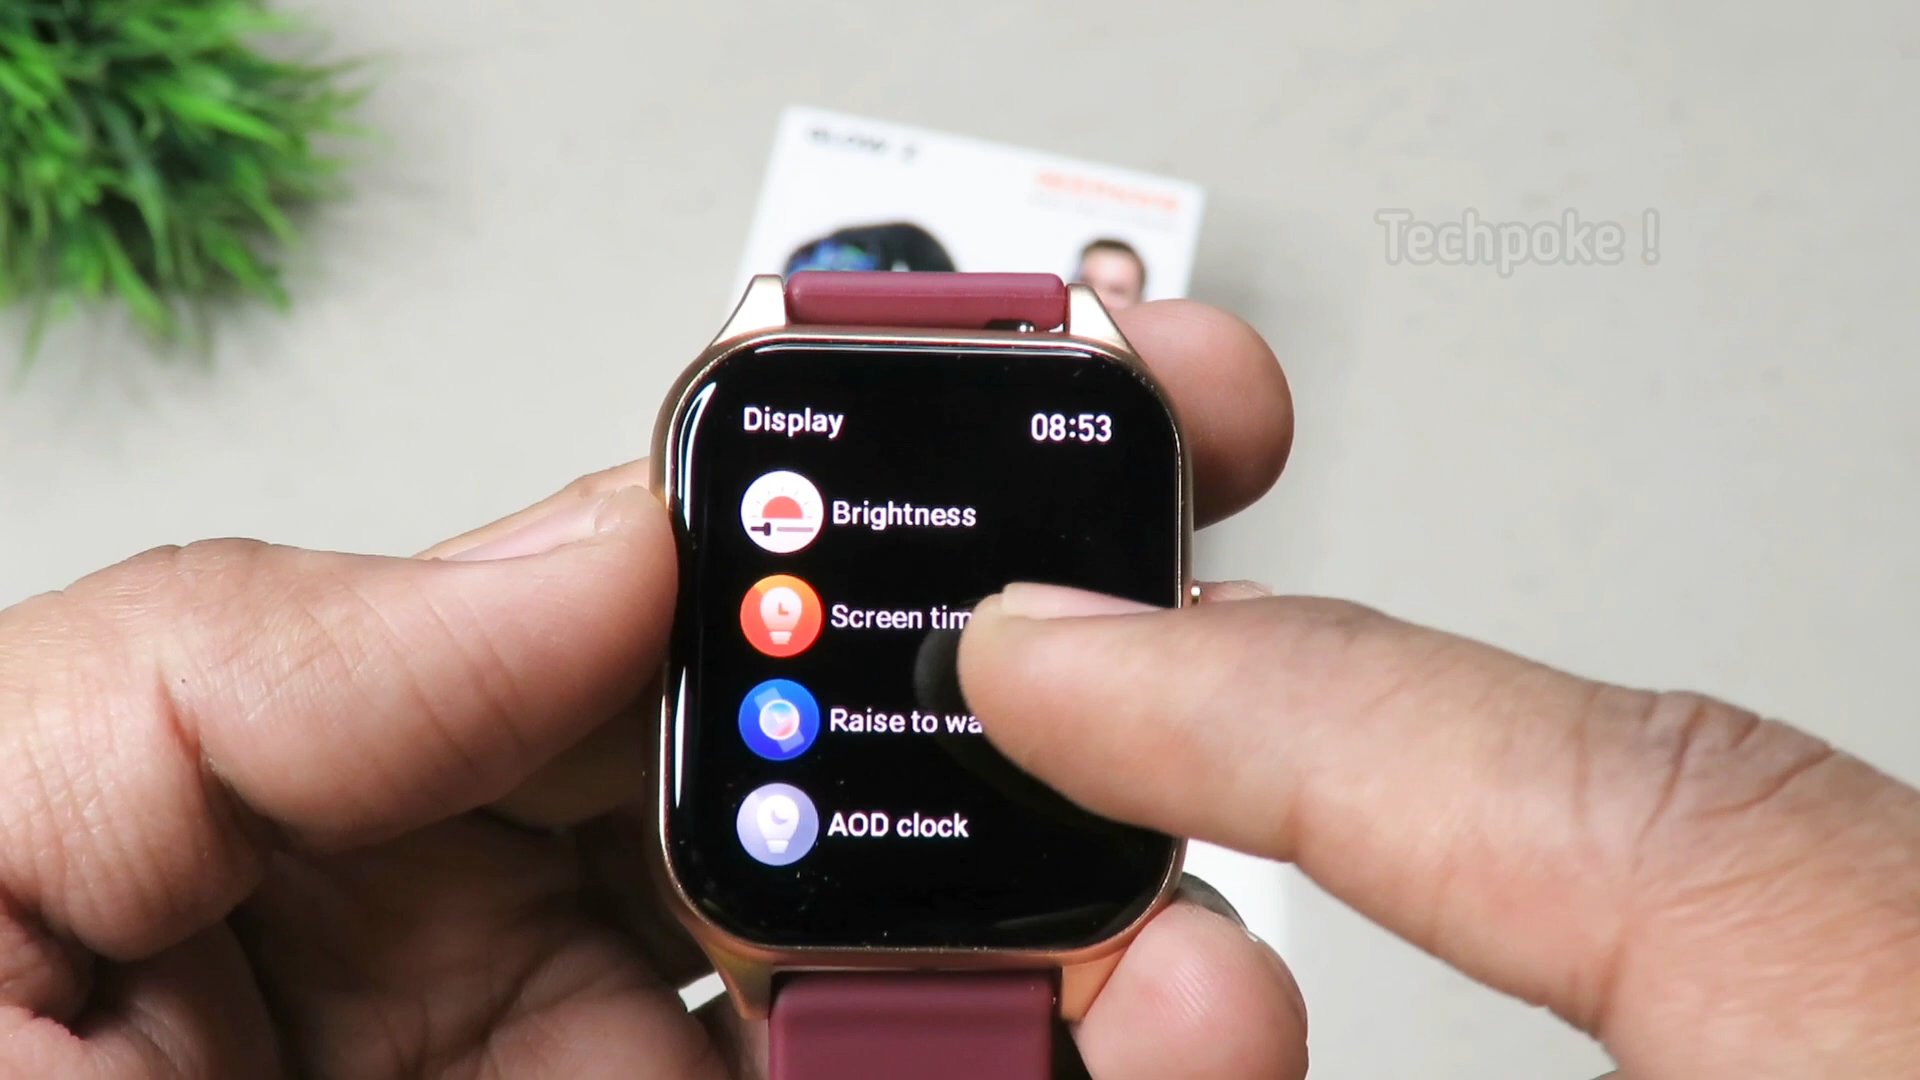 Techpoke !
Display
08:53
Brightness
Screen tim
Raise to wa
AOD clock